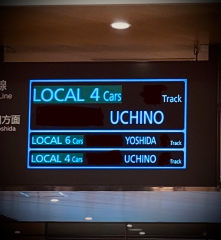 線
Line
方面
LOCAL 4 Cars
Track
UCHINO
LOCAL 6 Cars YOSHIDA Track
LOCAL 4 Cars UCHINO Track